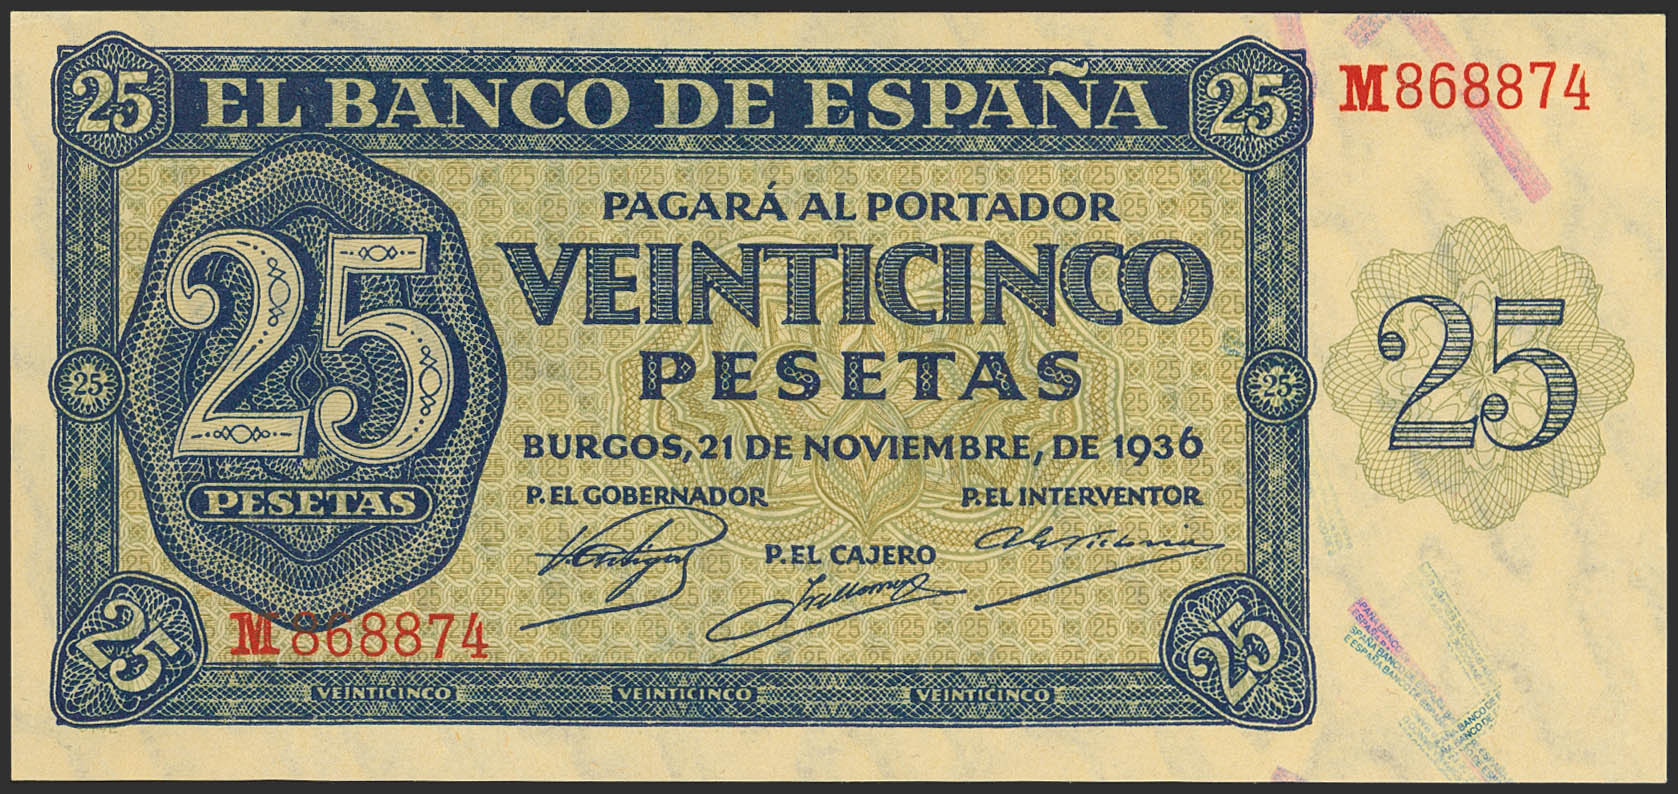 25 EL BANCO DE ESPAÑA 25
M868874
PAGARÁ AL PORTADOR
VEINTICINCO
PESETAS
25
25
25
25
BURGOS, 21 DE NOVIEMBRE, DE 1936
P. EL GOBERNADOR
P. EL INTERVENTOR
PESETAS
P. EL CAJERO
M868874
25
25
VEINTICINCO VEINTICINCO VEINTICINCO